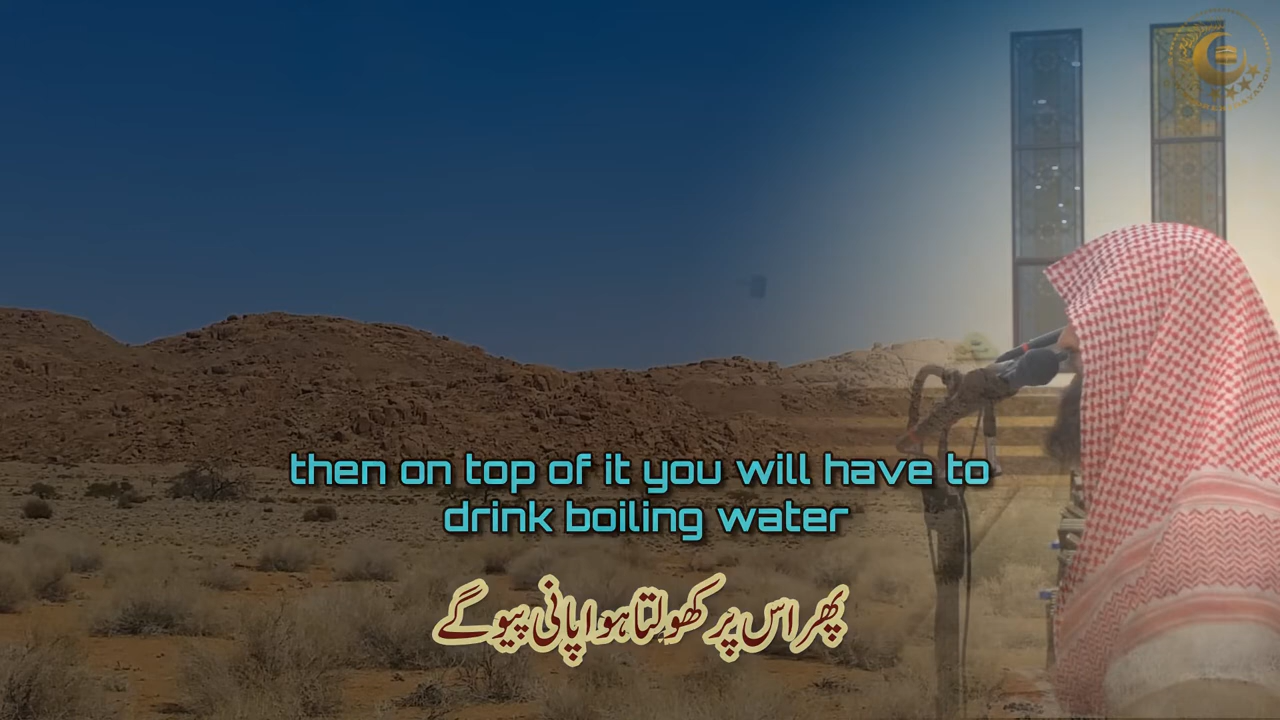 then on top of it you will have to
drink boiling water
پھر اس پر کھولتا ہوا پانی پیو گے